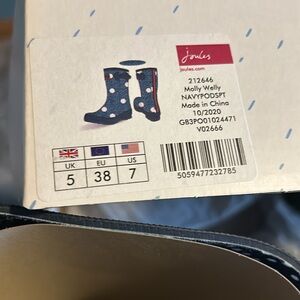 Joules
joules.com
212646
Molly Welly
NAVYPODSPT
Made in China
10/2020
GB3PO01024471
V02666
UK EU US
5 38 7
5059477232785